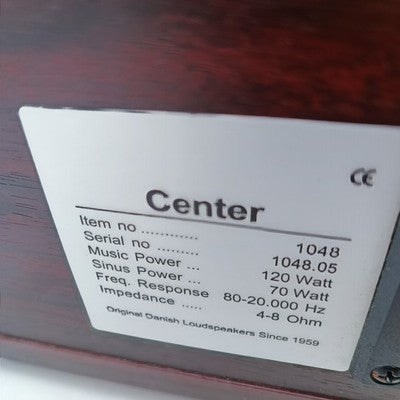 CE
Center
Item no ............ 1048
Serial no ......... 1048.05
Music Power ... 120 Watt
Sinus Power ... 70 Watt
Freq. Response 80-20.000 Hz
Impedance ..... 4-8 Ohm
Original Danish Loudspeakers Since 1959